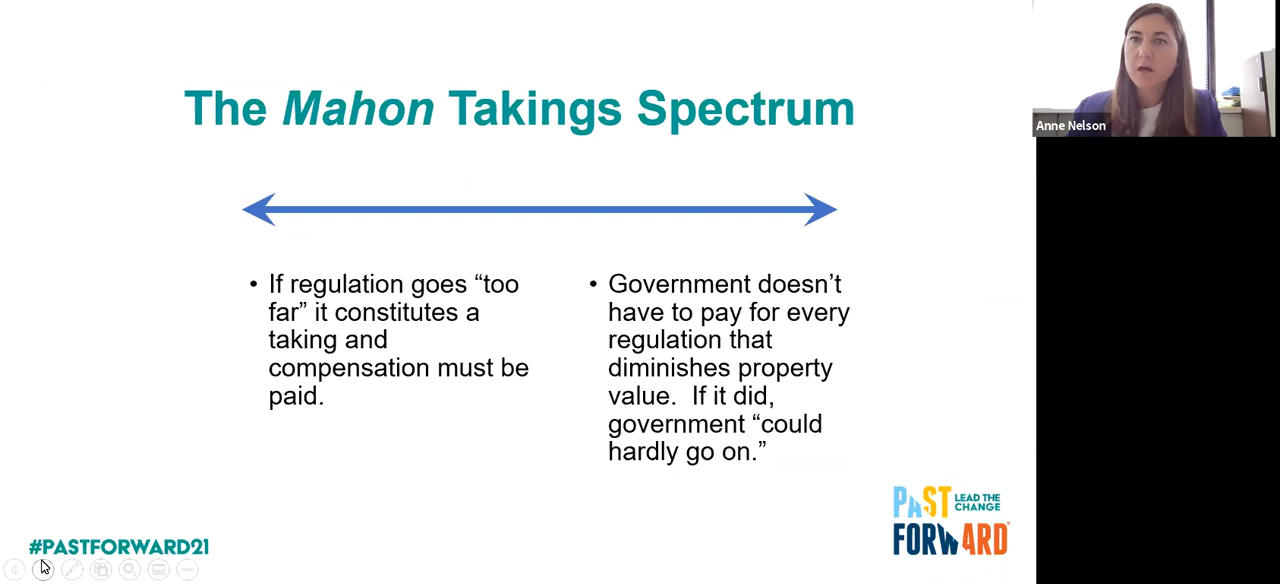 The Mahon Takings Spectrum
• If regulation goes “too
far” it constitutes a
taking and
compensation must be
paid.
• Government doesn’t
have to pay for every
regulation that
diminishes property
value.  If it did,
government “could
hardly go on.”
Anne Nelson
PAST LEAD THE
CHANGE
FORWARD®
#PASTFORWARD21